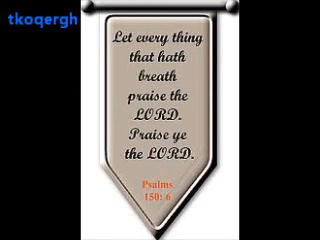 tkoqergh
Let every thing
that hath
breath
praise the
LORD.
Praise ye
the LORD.
Psalms
150: 6